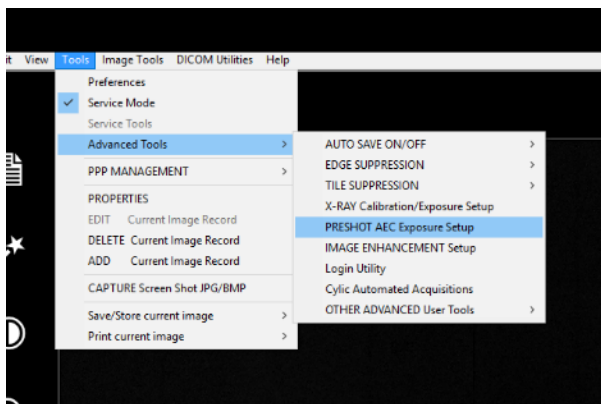 it View Tools Image Tools DICOM Utilities Help
Preferences
Service Mode
Service Tools
Advanced Tools
PPP MANAGEMENT
PROPERTIES
EDIT Current Image Record
DELETE Current Image Record
ADD Current Image Record
CAPTURE Screen Shot JPG/BMP
Save/Store current image
Print current image
AUTO SAVE ON/OFF
EDGE SUPPRESSION
TILE SUPPRESSION
X-RAY Calibration/Exposure Setup
PRESHOT AEC Exposure Setup
IMAGE ENHANCEMENT Setup
Login Utility
Cylic Automated Acquisitions
OTHER ADVANCED User Tools